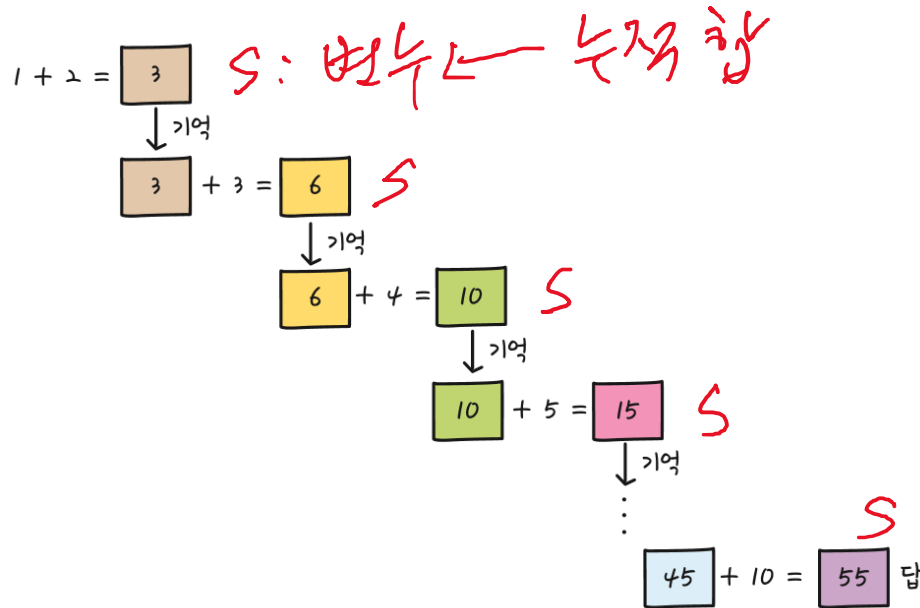 1 + 2 = 3 S: 변수 ← 누적 합
기억
3 + 3 = 6 S
기억
6 + 4 = 10 S
기억
10 + 5 = 15 S
기억
⋮
S
45 + 10 = 55 답